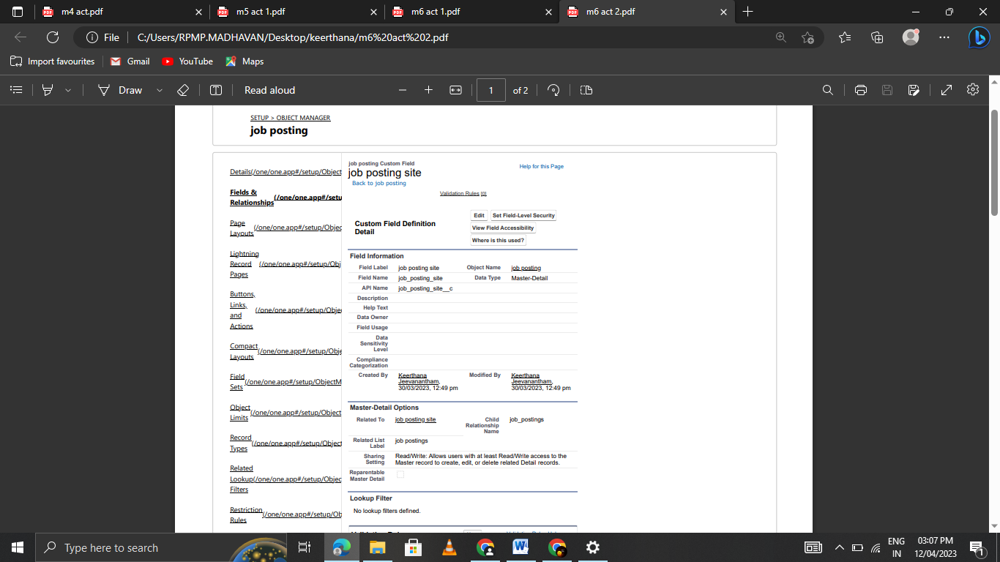 m4 act.pdf
m5 act 1.pdf
m6 act 1.pdf
m6 act 2.pdf
File
C:/Users/RPMP.MADHAVAN/Desktop/keerthana/m6%20act%202.pdf
Import favourites
Gmail
YouTube
Maps
Draw
Read aloud
1
of 2
SETUP > OBJECT MANAGER
job posting
Details(/one/one.app#/setup/Object
Fields &
Relationships
(/one/one.app#/setu
Page
Layouts
(/one/one.app#/setup/Objec
Lightning
Record
Pages
(/one/one.app#/setup/Obj
Buttons,
Links,
and
Actions
(/one/one.app#/setup/Obje
Compact
Layouts
(/one/one.app#/setup/Obje
Field
Sets
(/one/one.app#/setup/ObjectM
Object
Limits
(/one/one.app#/setup/Object
Record
Types
(/one/one.app#/setup/Object
Related
Lookup(/one/one.app#/setup/Objec
Filters
Restriction
Rules
(/one/one.app#/setup/Ob
job posting Custom Field
job posting site
Back to job posting
Help for this Page
Validation Rules [0]
Custom Field Definition
Detail
Edit
Set Field-Level Security
View Field Accessibility
Where is this used?
Field Information
Field Label job posting site Object Name job posting
Field Name job_posting_site Data Type Master-Detail
API Name job_posting_site__c
Description
Help Text
Data Owner
Field Usage
Data
Sensitivity
Level
Compliance
Categorization
Created By Keerthana
Jeevanantham,
30/03/2023, 12:49 pm
Modified By Keerthana
Jeevanantham,
30/03/2023, 12:49 pm
Master-Detail Options
Related To job posting site
Child
Relationship
Name
job_postings
Related List
Label
job postings
Sharing
Setting
Read/Write: Allows users with at least Read/Write access to the
Master record to create, edit, or delete related Detail records.
Reparentable
Master Detail
Lookup Filter
No lookup filters defined.
Type here to search
ENG
IN
03:07 PM
12/04/2023
1